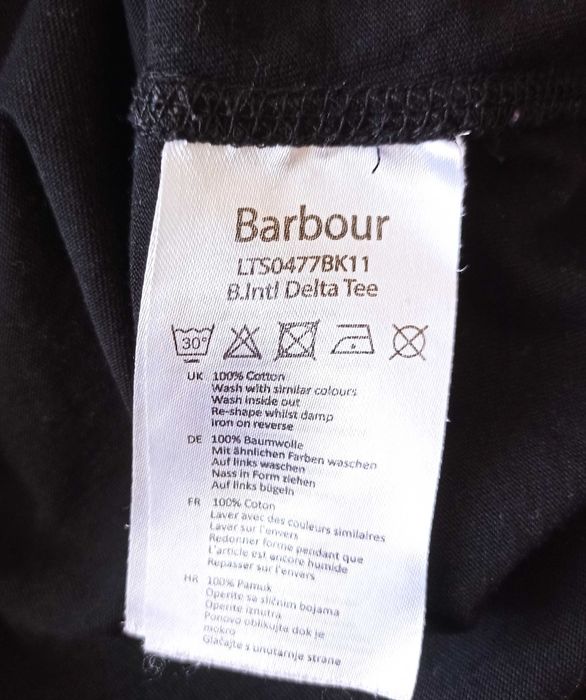 Barbour
LTS0477BK11
B.Intl Delta Tee
30°
UK 100% Cotton
Wash with similar colours
Wash inside out
Re-shape whilst damp
Iron on reverse
DE 100% Baumwolle
Mit ähnlichen Farben waschen
Auf links waschen
Nass in Form ziehen
Auf links bügeln
FR 100% Coton
Laver avec des couleurs similaires
Laver sur l'envers
Redonner forme pendant que
l'article est encore humide
Repasser sur l'envers
HR 100% Pamuk
Operite sa sličnim bojama
Operite iznutra
Ponovo oblikujte dok je
mokro
Glačajte s unutarnje strane